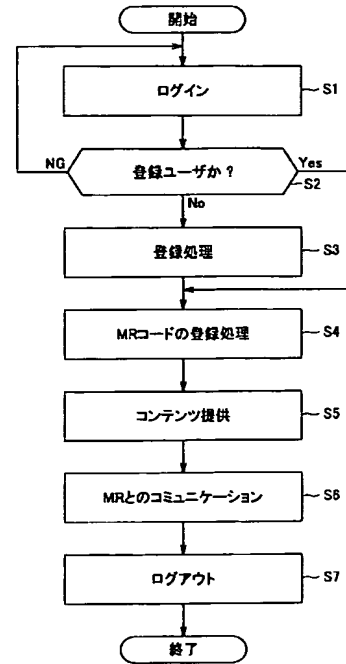 開始
ログイン
S1
NG
登録ユーザか？
Yes
S2
No
登録処理
S3
MRコードの登録処理
S4
コンテンツ提供
S5
MRとのコミュニケーション
S6
ログアウト
S7
終了